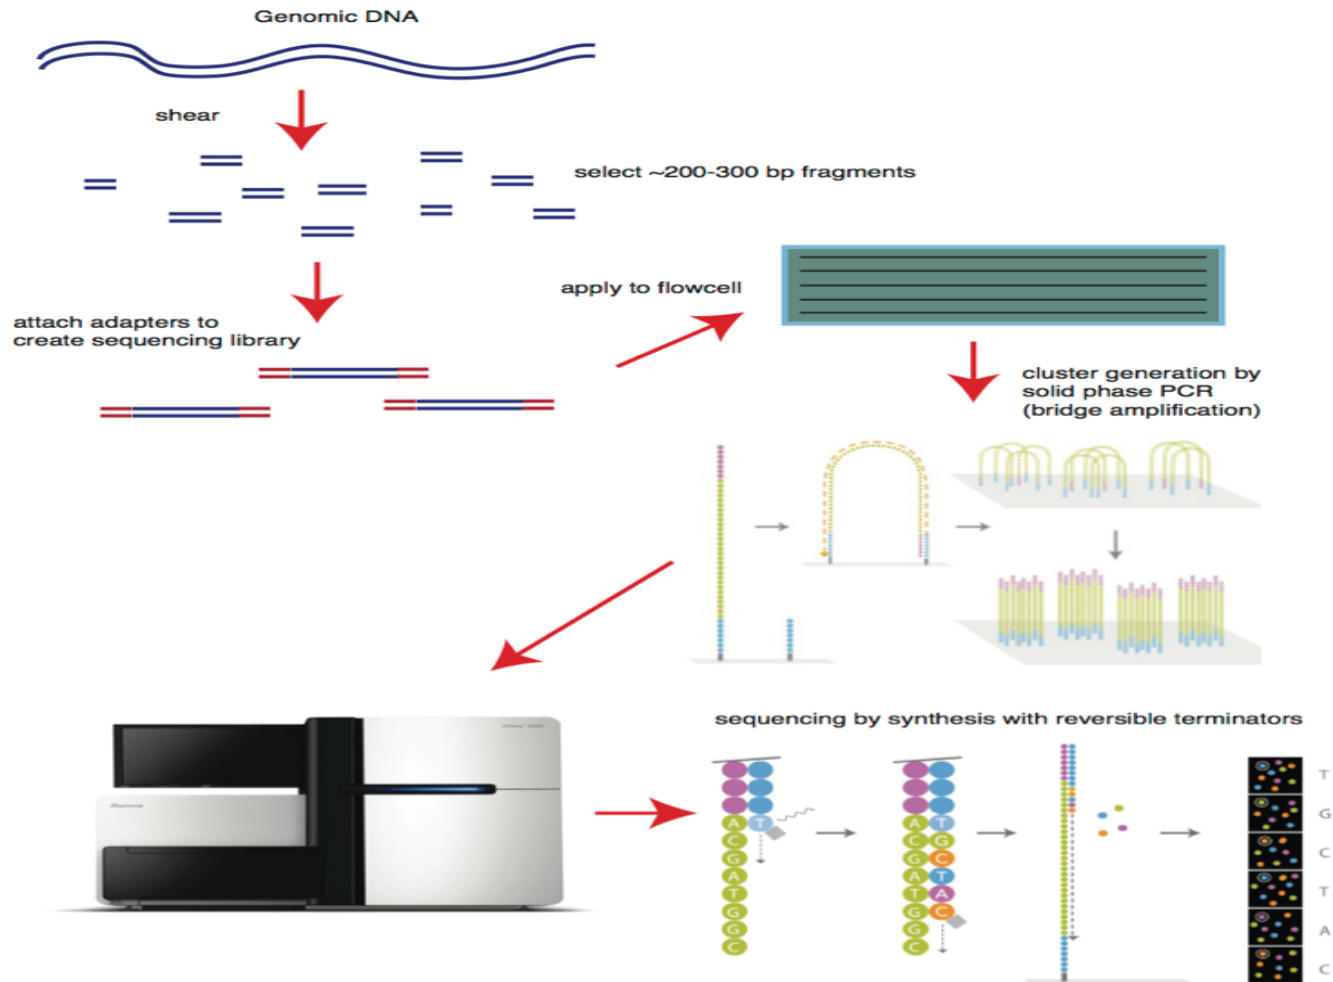 Genomic DNA
shear
select ~200-300 bp fragments
apply to flowcell
attach adapters to
create sequencing library
cluster generation by
solid phase PCR
(bridge amplification)
sequencing by synthesis with reversible terminators
illumina
A T
C
G
A
T
G
G
C
A T
C G
G C
A T
T A
G C
G
C
T
G
C
T
A
C